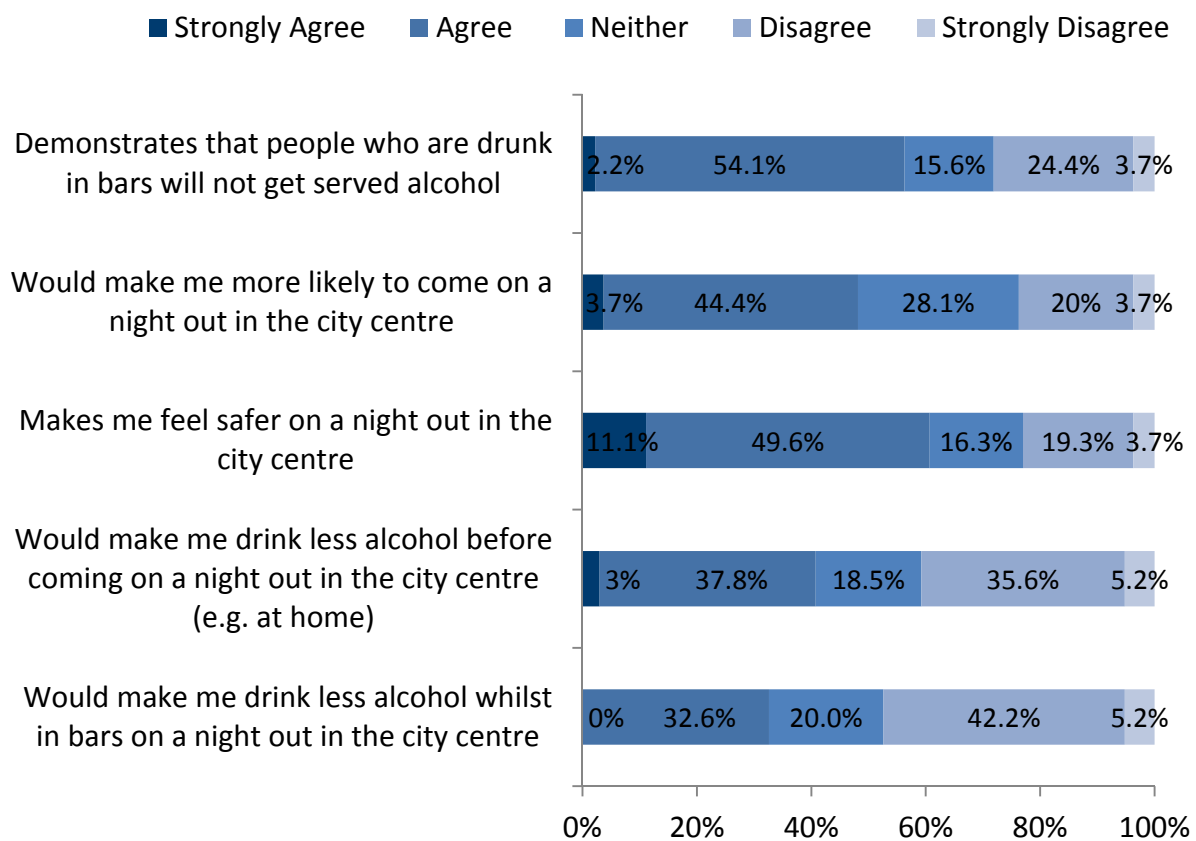 Strongly Agree Agree Neither Disagree Strongly Disagree
Demonstrates that people who are drunk
in bars will not get served alcohol
2.2% 54.1% 15.6% 24.4% 3.7%
Would make me more likely to come on a
night out in the city centre
3.7% 44.4% 28.1% 20% 3.7%
Makes me feel safer on a night out in the
city centre
11.1% 49.6% 16.3% 19.3% 3.7%
Would make me drink less alcohol before
coming on a night out in the city centre
(e.g. at home)
3% 37.8% 18.5% 35.6% 5.2%
Would make me drink less alcohol whilst
in bars on a night out in the city centre
0% 32.6% 20.0% 42.2% 5.2%
0% 20% 40% 60% 80% 100%